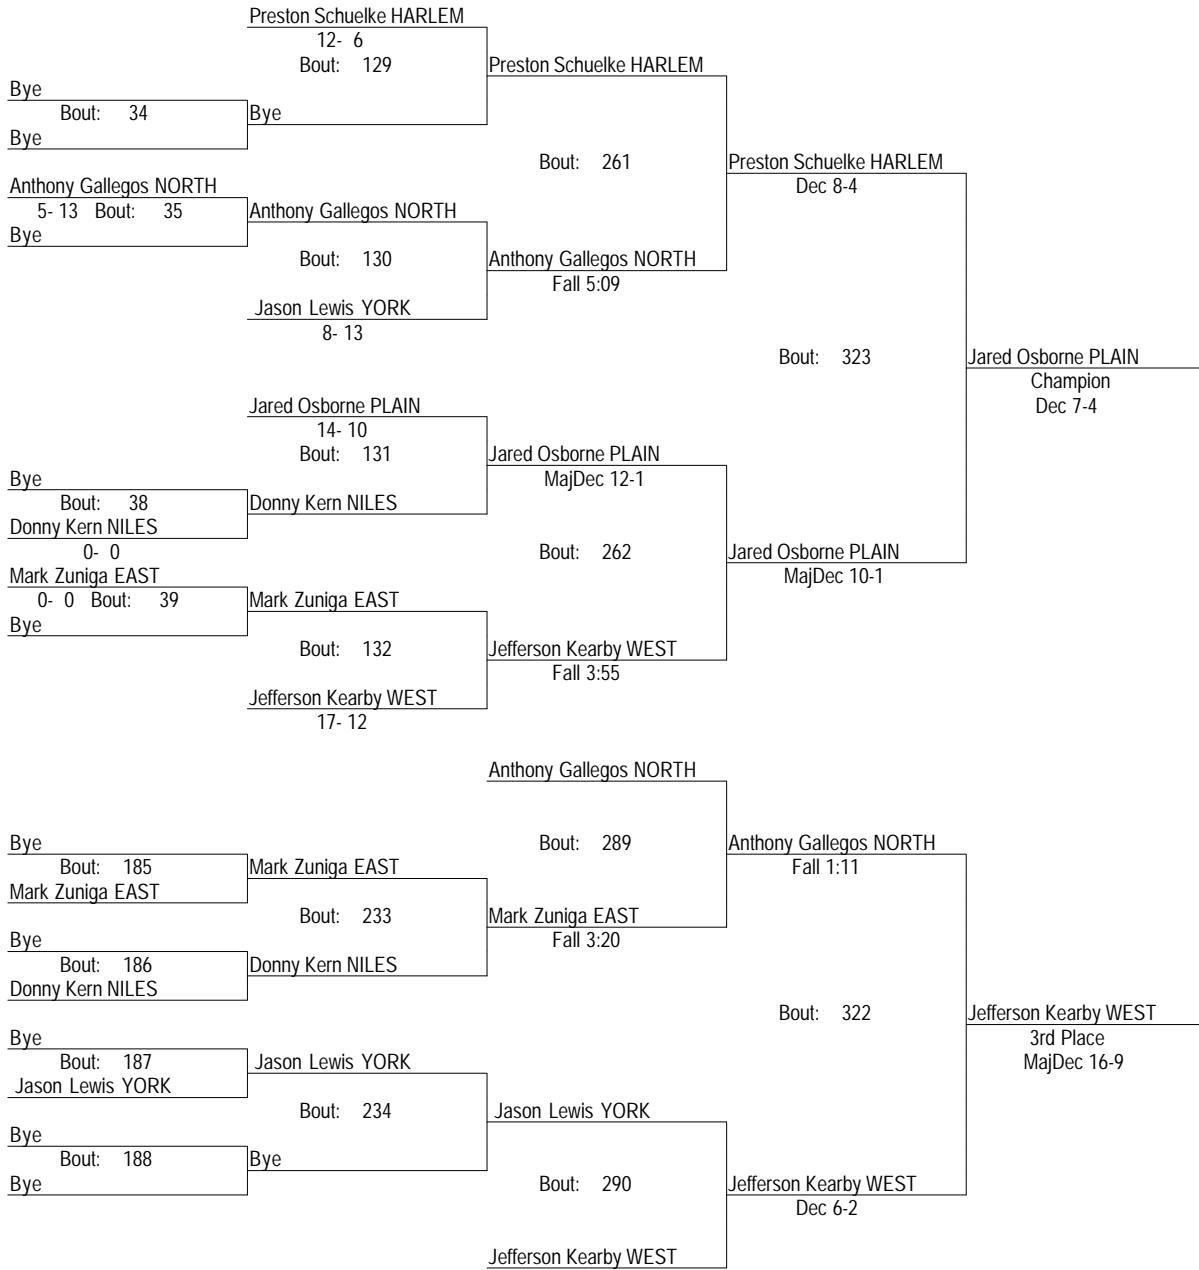 Preston Schuelke HARLEM
12- 6
Bout: 129
Preston Schuelke HARLEM
Bye
Bout: 34
Bye
Bye
Bout: 261
Preston Schuelke HARLEM
Dec 8-4
Anthony Gallegos NORTH
5- 13 Bout: 35
Anthony Gallegos NORTH
Bye
Bout: 130
Anthony Gallegos NORTH
Fall 5:09
Jason Lewis YORK
8- 13
Bout: 323
Jared Osborne PLAIN
Champion
Dec 7-4
Jared Osborne PLAIN
14- 10
Bout: 131
Jared Osborne PLAIN
MajDec 12-1
Bye
Bout: 38
Donny Kern NILES
Donny Kern NILES
0- 0
Bout: 262
Jared Osborne PLAIN
MajDec 10-1
Mark Zuniga EAST
0- 0 Bout: 39
Mark Zuniga EAST
Bye
Bout: 132
Jefferson Kearby WEST
Fall 3:55
Jefferson Kearby WEST
17- 12
Anthony Gallegos NORTH
Bout: 289
Anthony Gallegos NORTH
Fall 1:11
Bye
Bout: 185
Mark Zuniga EAST
Mark Zuniga EAST
Bout: 233
Mark Zuniga EAST
Fall 3:20
Bye
Bout: 186
Donny Kern NILES
Donny Kern NILES
Bout: 322
Jefferson Kearby WEST
3rd Place
MajDec 16-9
Bye
Bout: 187
Jason Lewis YORK
Jason Lewis YORK
Bout: 234
Jason Lewis YORK
Bye
Bout: 188
Bye
Bye
Bout: 290
Jefferson Kearby WEST
Dec 6-2
Jefferson Kearby WEST